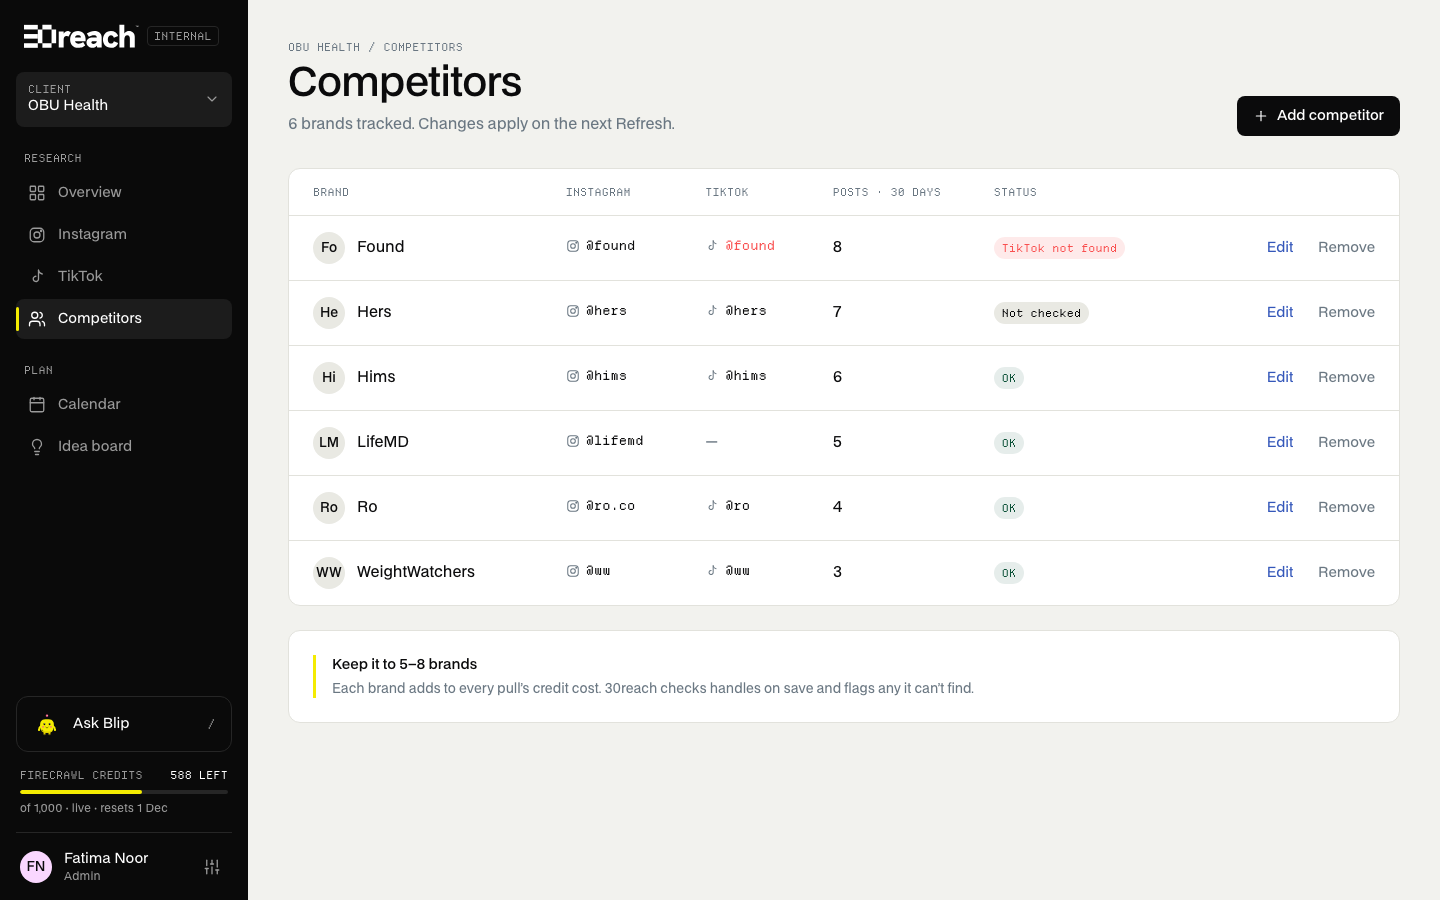 30reach INTERNAL
CLIENT
OBU Health
RESEARCH
Overview
Instagram
TikTok
Competitors
PLAN
Calendar
Idea board
Ask Blip /
FIRECRAWL CREDITS 588 LEFT
of 1,000 · live · resets 1 Dec
FN Fatima Noor
Admin
OBU HEALTH / COMPETITORS
Competitors
6 brands tracked. Changes apply on the next Refresh.
+ Add competitor
BRAND INSTAGRAM TIKTOK POSTS · 30 DAYS STATUS
Fo Found @found @found 8 TikTok not found Edit Remove
He Hers @hers @hers 7 Not checked Edit Remove
Hi Hims @hims @hims 6 OK Edit Remove
LM LifeMD @lifemd — 5 OK Edit Remove
Ro Ro @ro.co @ro 4 OK Edit Remove
WW WeightWatchers @ww @ww 3 OK Edit Remove
Keep it to 5–8 brands
Each brand adds to every pull's credit cost. 30reach checks handles on save and flags any it can't find.